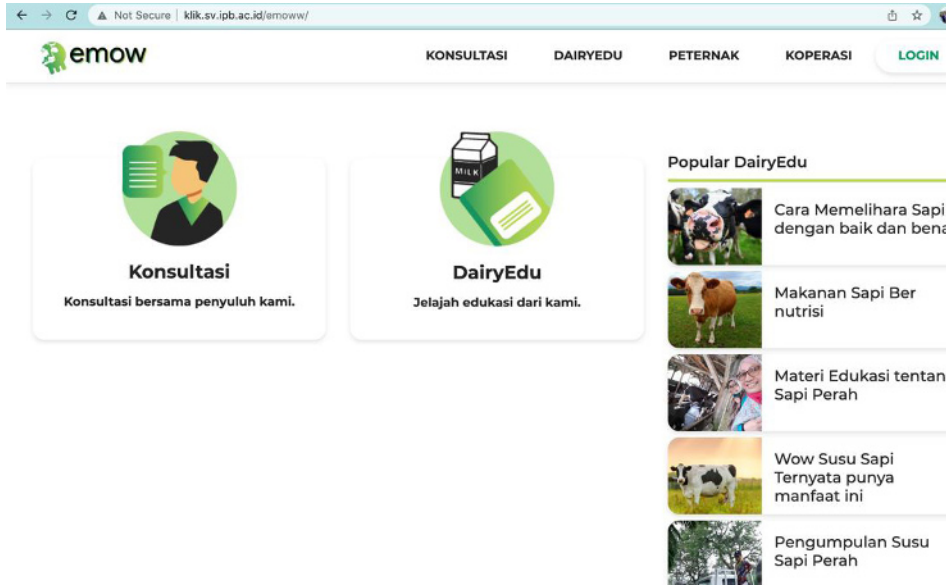 Not Secure | klik.sv.ipb.ac.id/emoww/
emow
KONSULTASI DAIRYEDU PETERNAK KOPERASI LOGIN
MILK
Konsultasi
Konsultasi bersama penyuluh kami.
DairyEdu
Jelajah edukasi dari kami.
Popular DairyEdu
Cara Memelihara Sapi
dengan baik dan bena
Makanan Sapi Ber
nutrisi
Materi Edukasi tentan
Sapi Perah
Wow Susu Sapi
Ternyata punya
manfaat ini
Pengumpulan Susu
Sapi Perah